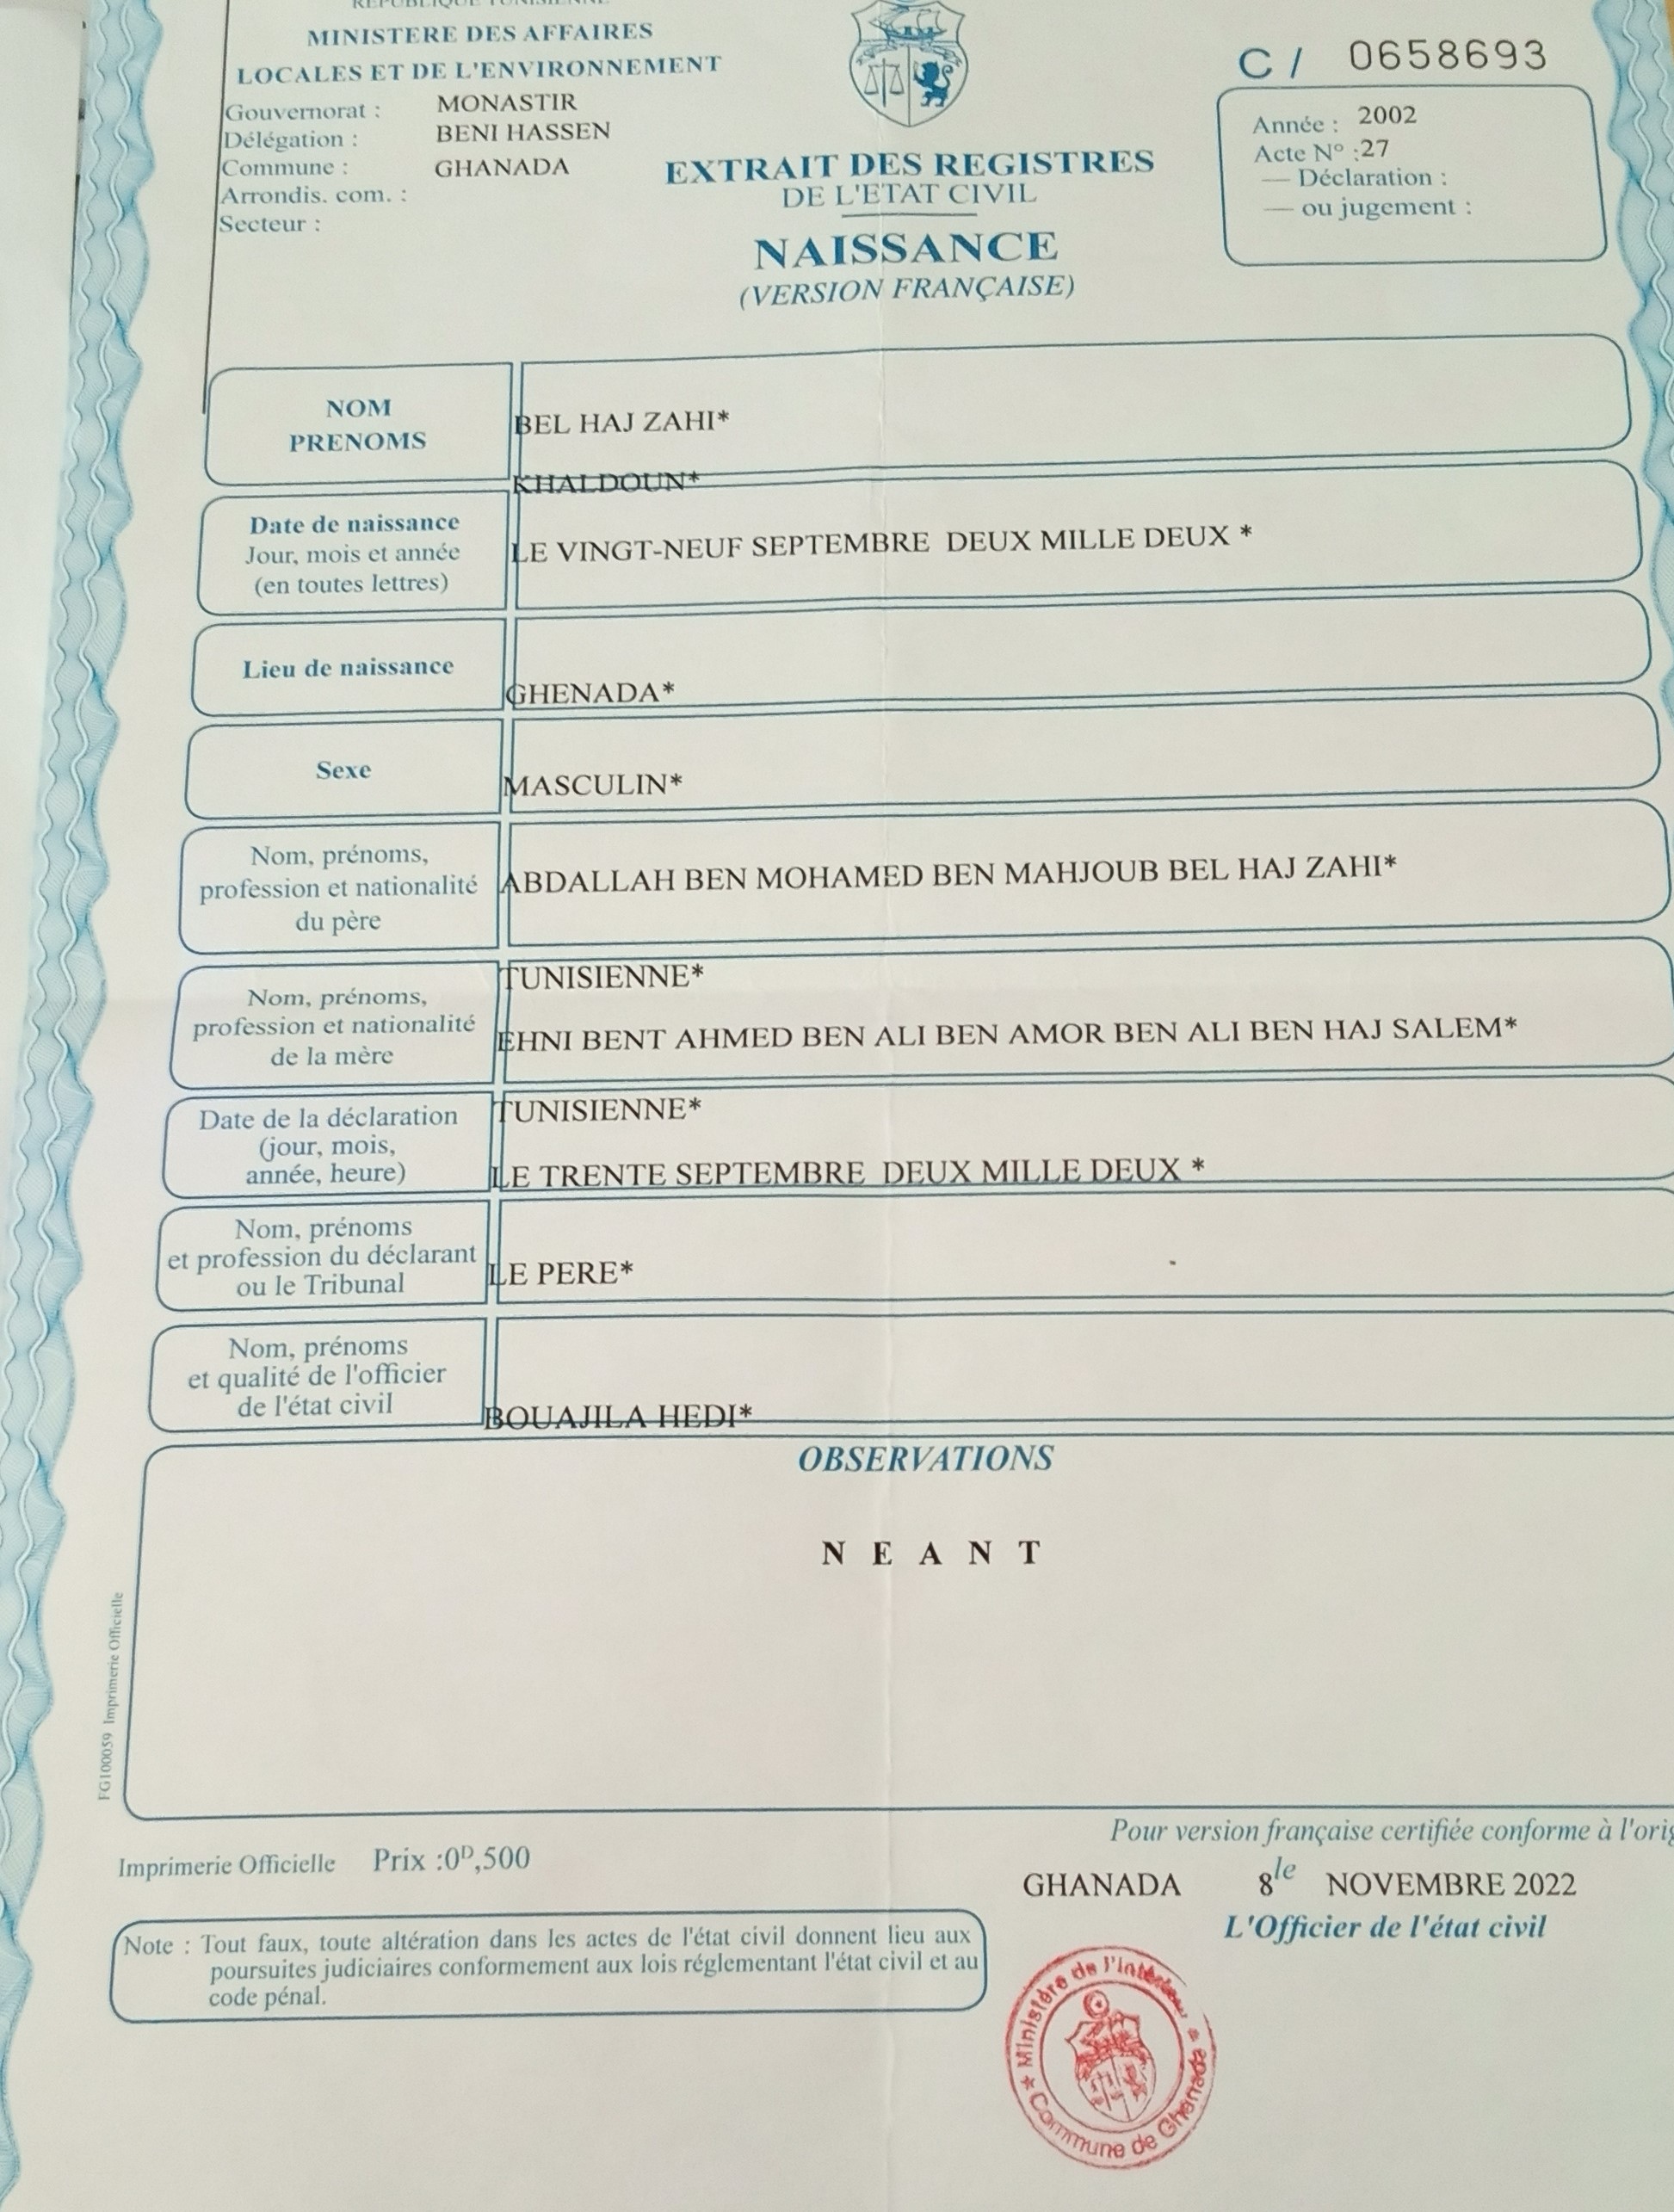 REPUBLIQUE TUNISIENNE
MINISTERE DES AFFAIRES
LOCALES ET DE L'ENVIRONNEMENT
Gouvernorat : MONASTIR
Délégation : BENI HASSEN
Commune : GHANADA
Arrondis. com. :
Secteur :
EXTRAIT DES REGISTRES
DE L'ETAT CIVIL
NAISSANCE
(VERSION FRANÇAISE)
C / 0658693
Année : 2002
Acte N° :27
— Déclaration :
— ou jugement :
NOM
PRENOMS
BEL HAJ ZAHI*
KHALDOUN*
Date de naissance
Jour, mois et année
(en toutes lettres)
LE VINGT-NEUF SEPTEMBRE DEUX MILLE DEUX *
Lieu de naissance
GHENADA*
Sexe
MASCULIN*
Nom, prénoms,
profession et nationalité
du père
ABDALLAH BEN MOHAMED BEN MAHJOUB BEL HAJ ZAHI*
TUNISIENNE*
Nom, prénoms,
profession et nationalité
de la mère
EHNI BENT AHMED BEN ALI BEN AMOR BEN ALI BEN HAJ SALEM*
TUNISIENNE*
Date de la déclaration
(jour, mois,
année, heure)
LE TRENTE SEPTEMBRE DEUX MILLE DEUX *
Nom, prénoms
et profession du déclarant
ou le Tribunal
LE PERE*
Nom, prénoms
et qualité de l'officier
de l'état civil
BOUAJILA HEDI*
OBSERVATIONS
N E A N T
FG100059 Imprimerie Officielle
Pour version française certifiée conforme à l'orig
Imprimerie Officielle Prix :0D,500
GHANADA 8 le NOVEMBRE 2022
L'Officier de l'état civil
Note : Tout faux, toute altération dans les actes de l'état civil donnent lieu aux
poursuites judiciaires conformement aux lois réglementant l'état civil et au
code pénal.
Ministère de l'Intérieur
* Commune de Ghanada *